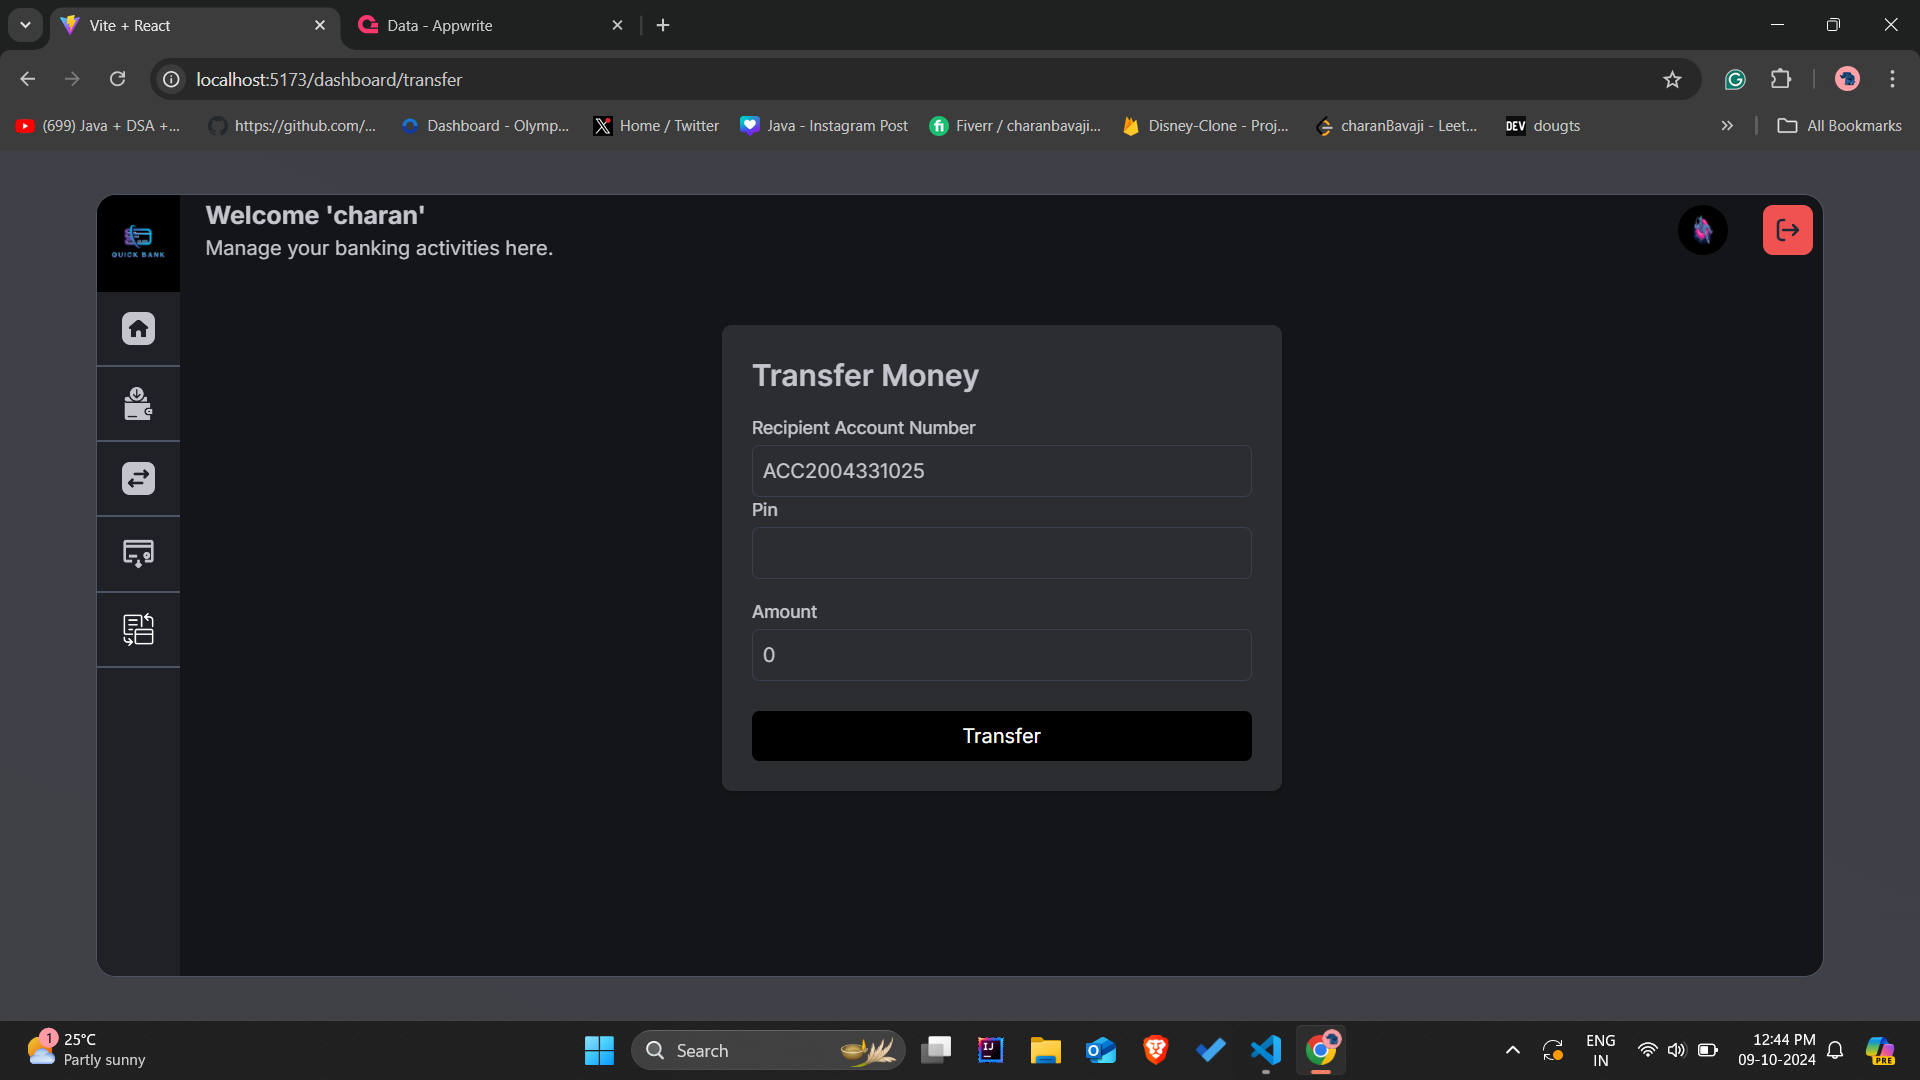 Vite + React
Data - Appwrite
localhost:5173/dashboard/transfer
(699) Java + DSA +...
https://github.com/...
Dashboard - Olymp...
Home / Twitter
Java - Instagram Post
Fiverr / charanbavaji...
Disney-Clone - Proj...
charanBavaji - Leet...
DEV
dougts
All Bookmarks
QUICK BANK
Welcome 'charan'
Manage your banking activities here.
Transfer Money
Recipient Account Number
ACC2004331025
Pin
Amount
0
Transfer
1
25°C
Partly sunny
Search
IJ
ENG
IN
12:44 PM
09-10-2024
PRE